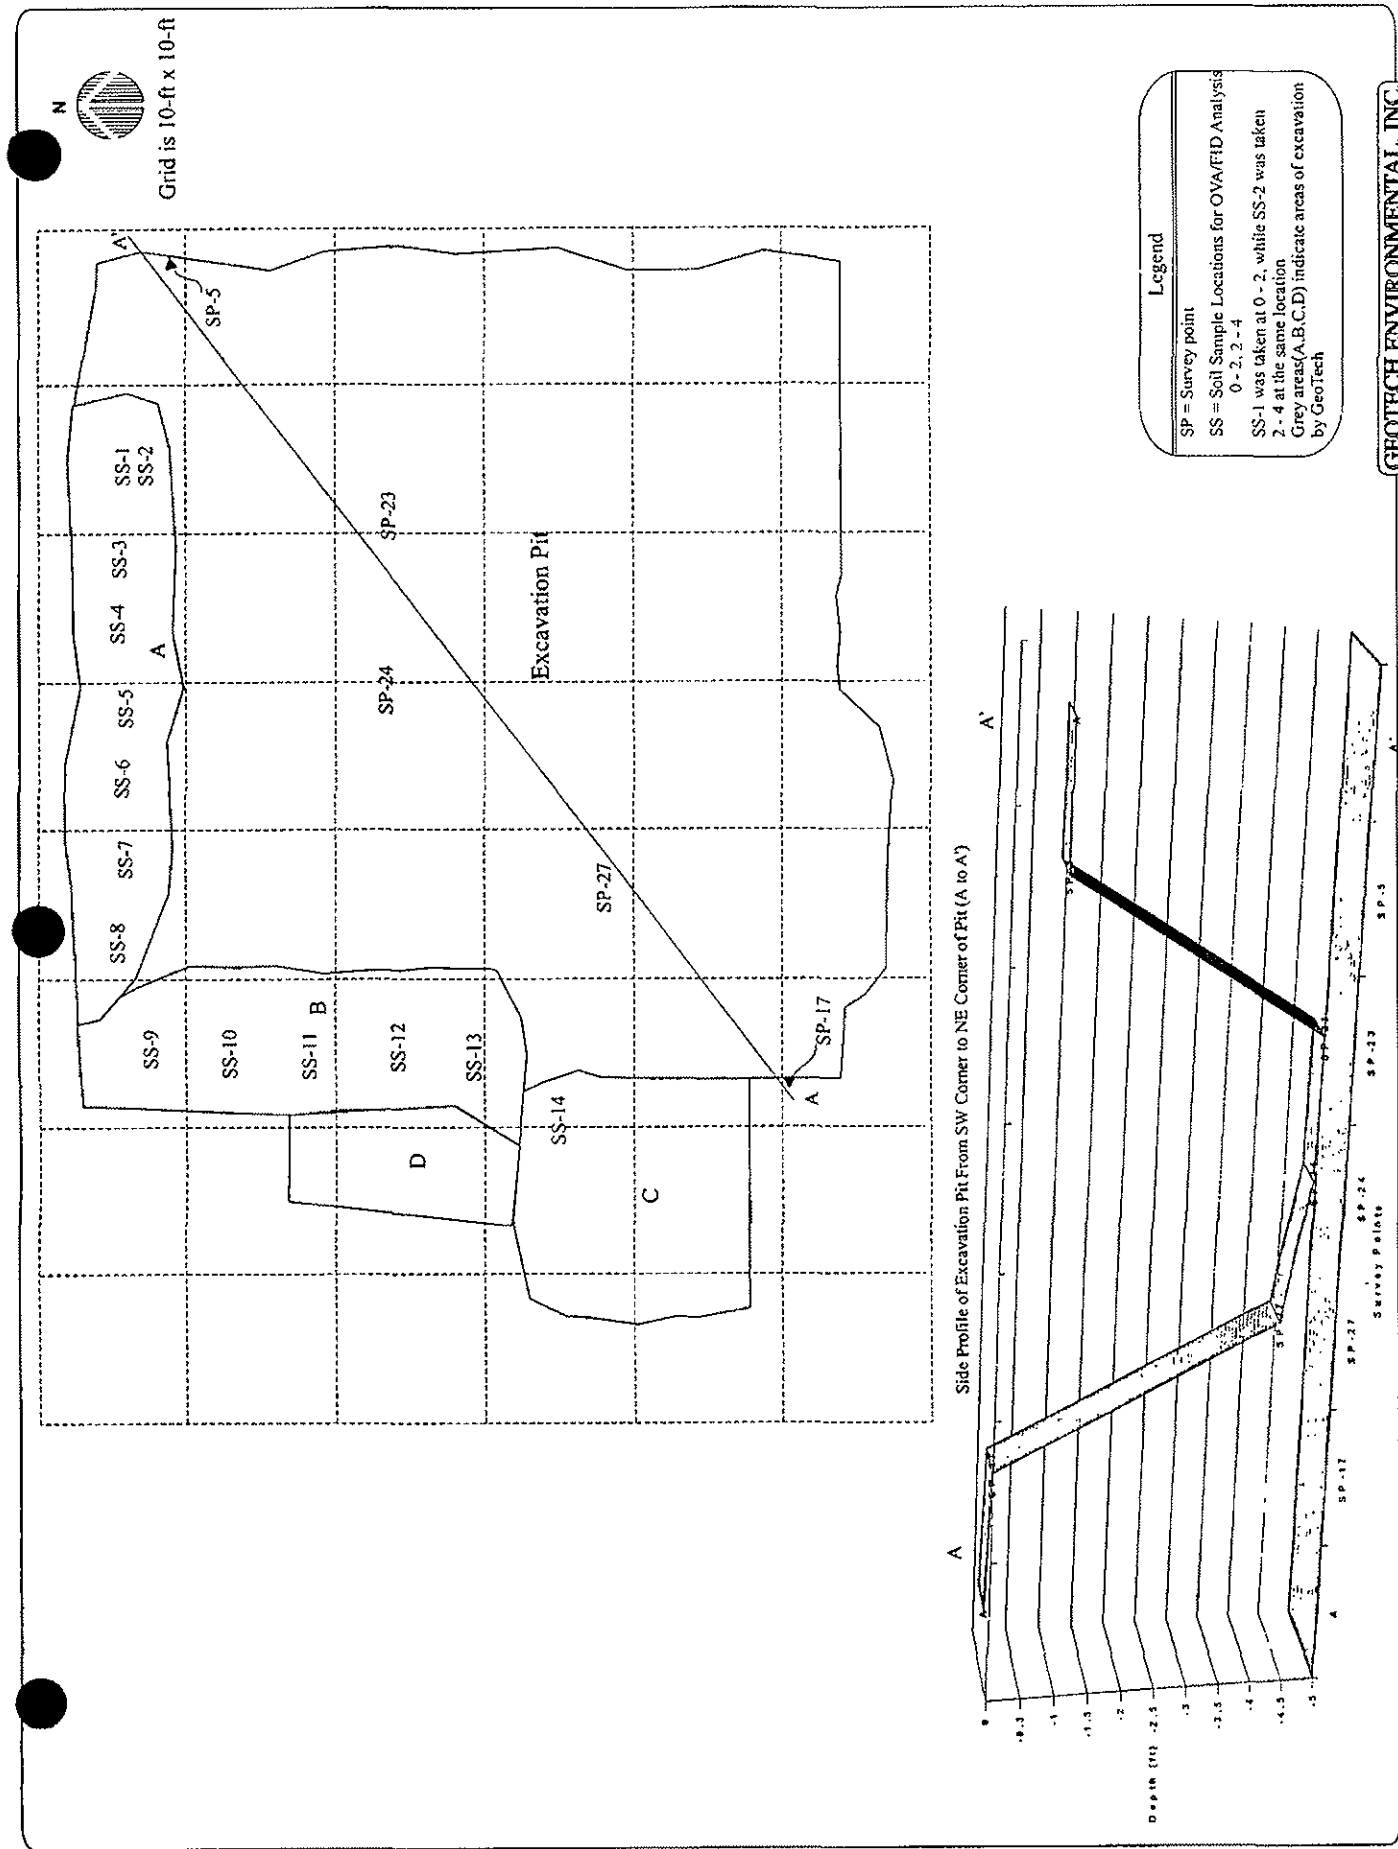 N
Grid is 10-ft x 10-ft
A'
SP-5
SS-1
SS-2
SS-3
SS-4
A
SS-5
SS-6
SS-7
SS-8
SS-9
SS-10
SS-11
B
SS-12
SS-13
SS-14
D
C
SP-23
SP-24
Excavation Pit
SP-27
SP-17
A
Side Profile of Excavation Pit From SW Corner to NE Corner of Pit (A to A')
A
A'
0
-0.5
-1
-1.5
-2
-2.5
-3
-3.5
-4
-4.5
-5
Depth (ft)
A
SP-17
SP-27
SP-24
SP-23
SP-5
A'
Survey Points
Legend
SP = Survey point
SS = Soil Sample Locations for OVA/FID Analysis
0 - 2, 2 - 4
SS-1 was taken at 0 - 2, while SS-2 was taken
2 - 4 at the same location
Grey areas(A,B,C,D) indicate areas of excavation
by GeoTech
GEOTECH ENVIRONMENTAL, INC